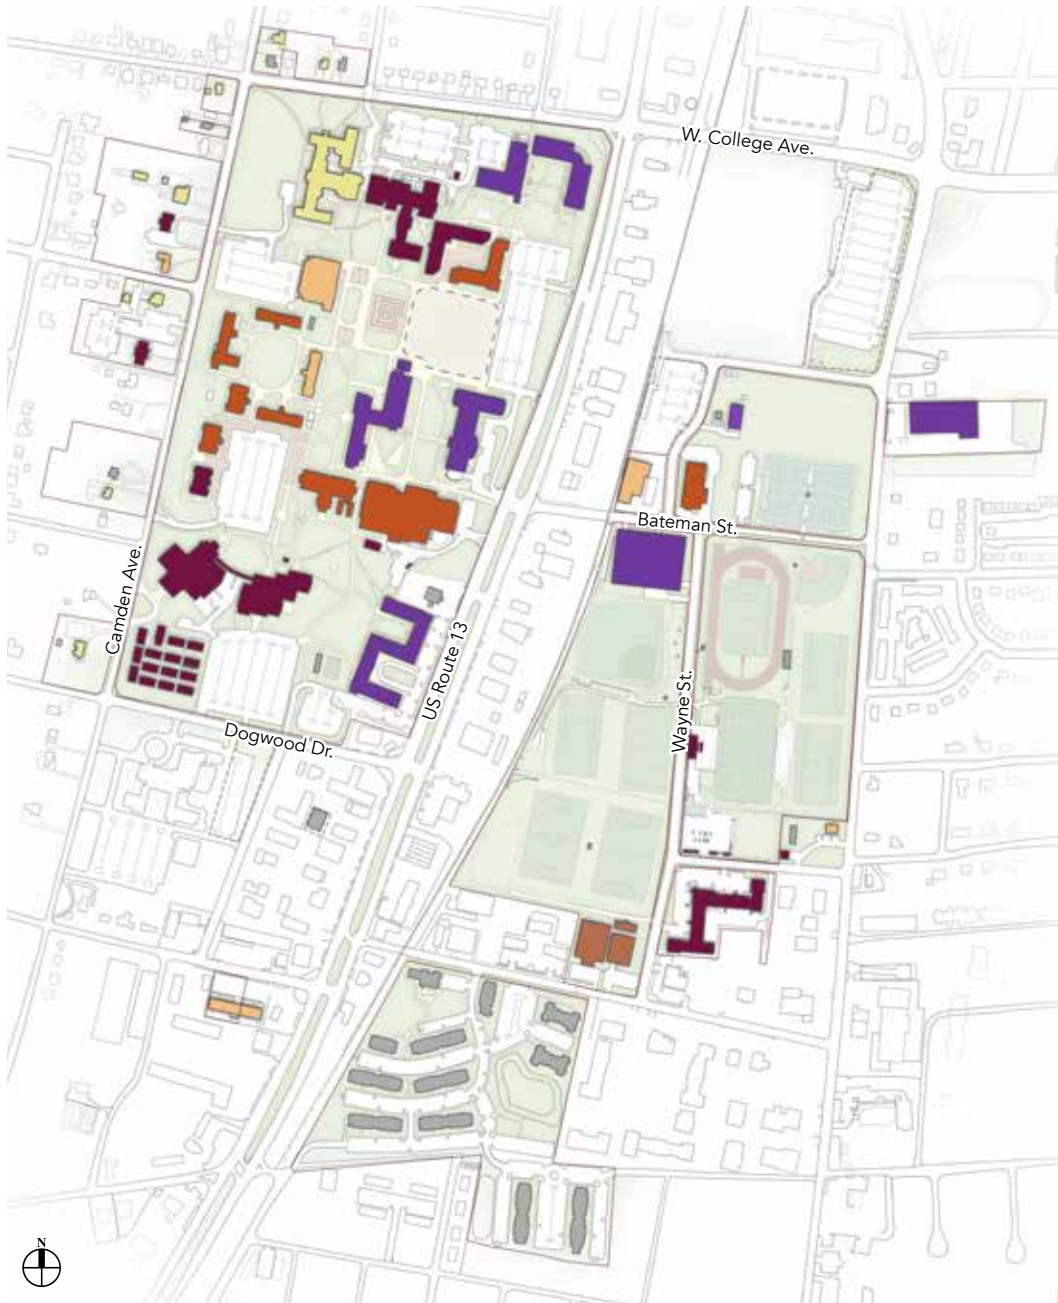 W. College Ave.
Bateman St.
Camden Ave.
US Route 13
Wayne St.
Dogwood Dr.
N